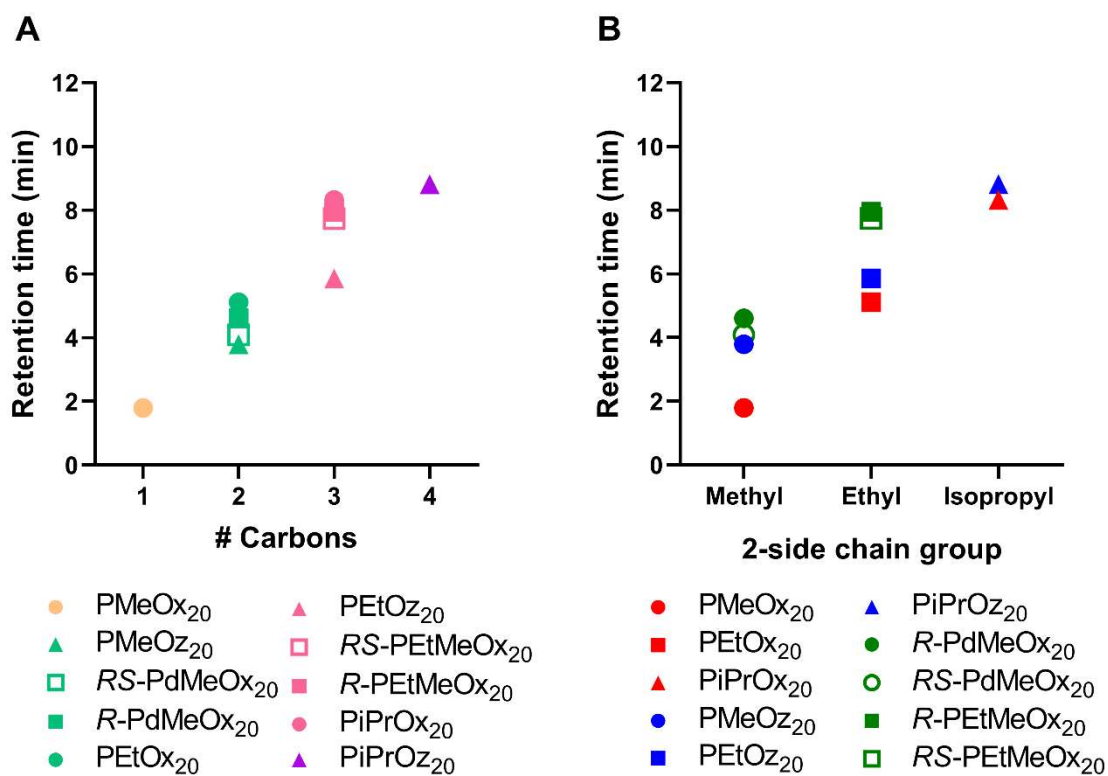 A
Retention time (min)
12
10
8
6
4
2
0
1 2 3 4
# Carbons
PMeOx20
PMeOz20
RS-PdMeOx20
R-PdMeOx20
PEtOx20
PEtOz20
RS-PEtMeOx20
R-PEtMeOx20
PiPrOx20
PiPrOz20
B
Retention time (min)
12
10
8
6
4
2
0
Methyl Ethyl Isopropyl
2-side chain group
PMeOx20
PEtOx20
PiPrOx20
PMeOz20
PEtOz20
PiPrOz20
R-PdMeOx20
RS-PdMeOx20
R-PEtMeOx20
RS-PEtMeOx20